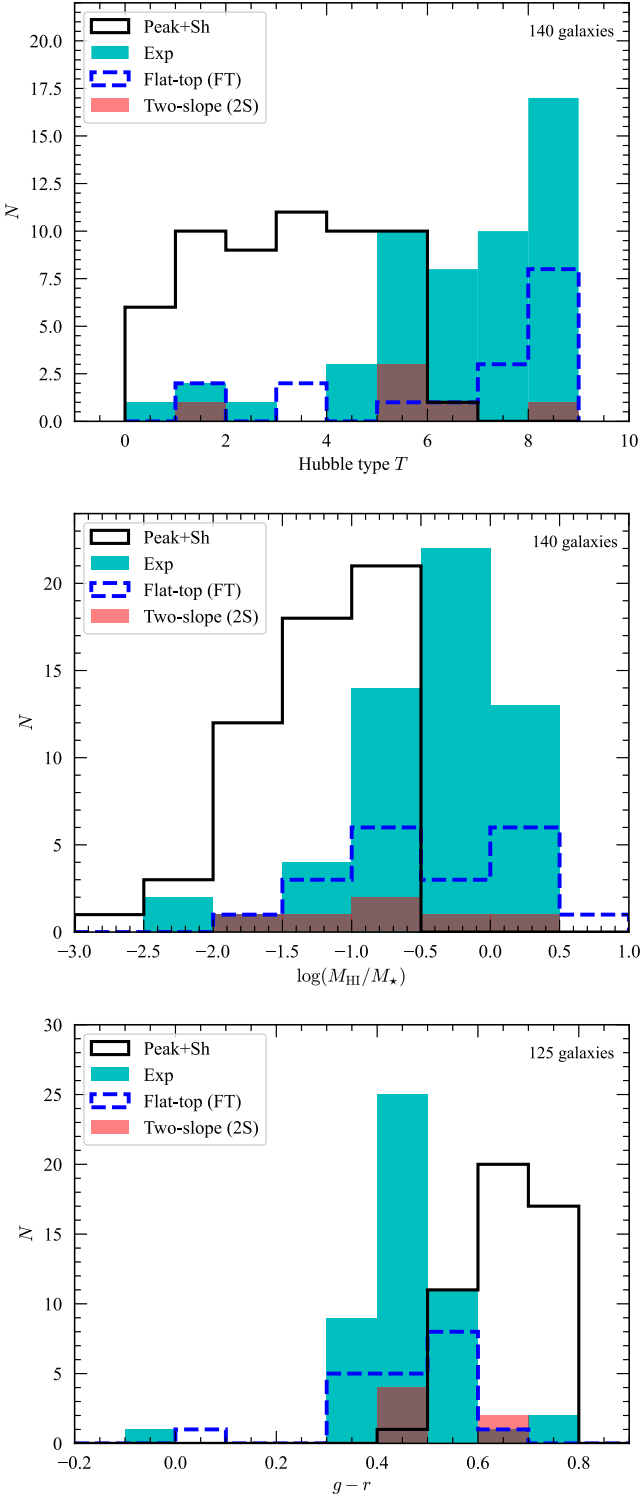 140 galaxies
Peak+Sh
Exp
Flat-top (FT)
Two-slope (2S)
20.0
17.5
15.0
12.5
10.0
7.5
5.0
2.5
0.0
N
0 2 4 6 8 10
Hubble type T
140 galaxies
Peak+Sh
Exp
Flat-top (FT)
Two-slope (2S)
20
15
10
5
0
N
−3.0 −2.5 −2.0 −1.5 −1.0 −0.5 0.0 0.5 1.0
log(M_HI/M_⋆)
125 galaxies
Peak+Sh
Exp
Flat-top (FT)
Two-slope (2S)
30
25
20
15
10
5
0
N
−0.2 0.0 0.2 0.4 0.6 0.8
g − r